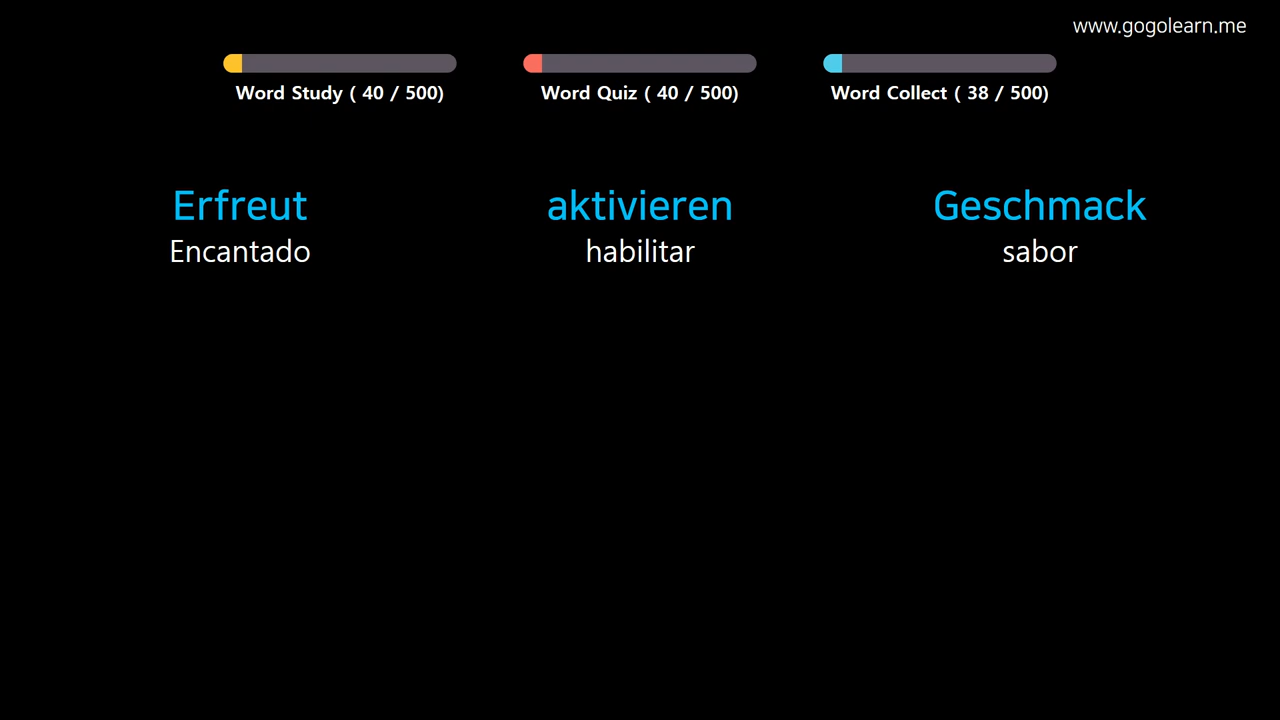 www.gogolearn.me
Word Study ( 40 / 500)
Word Quiz ( 40 / 500)
Word Collect ( 38 / 500)
Erfreut
Encantado
aktivieren
habilitar
Geschmack
sabor